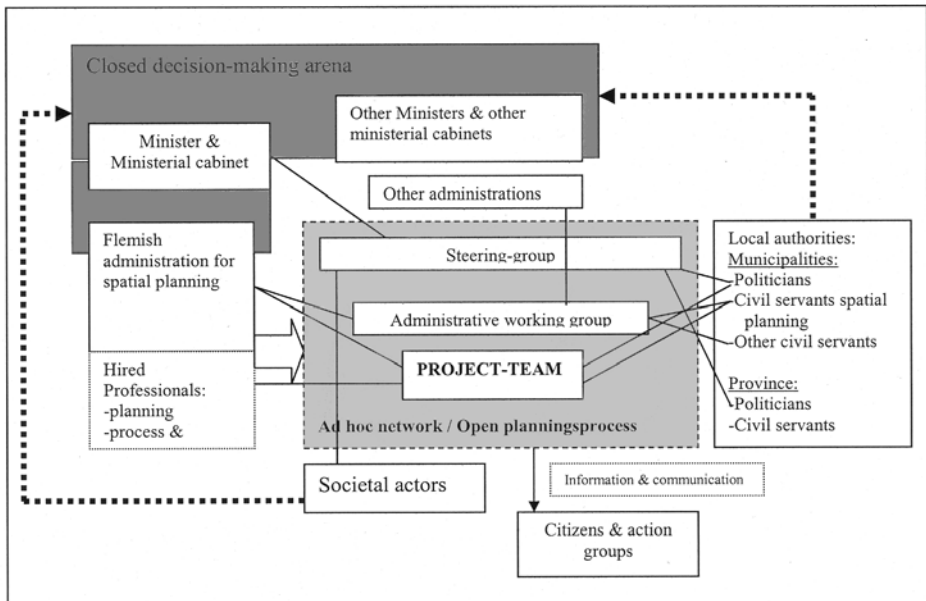 Closed decision-making arena
Other Ministers & other
ministerial cabinets
Minister &
Ministerial cabinet
Other administrations
Flemish
administration for
spatial planning
Steering-group
Administrative working group
PROJECT-TEAM
Ad hoc network / Open planningsprocess
Hired
Professionals:
-planning
-process &
Local authorities:
Municipalities:
-Politicians
-Civil servants spatial
planning
-Other civil servants
Province:
-Politicians
-Civil servants
Societal actors
Information & communication
Citizens & action
groups